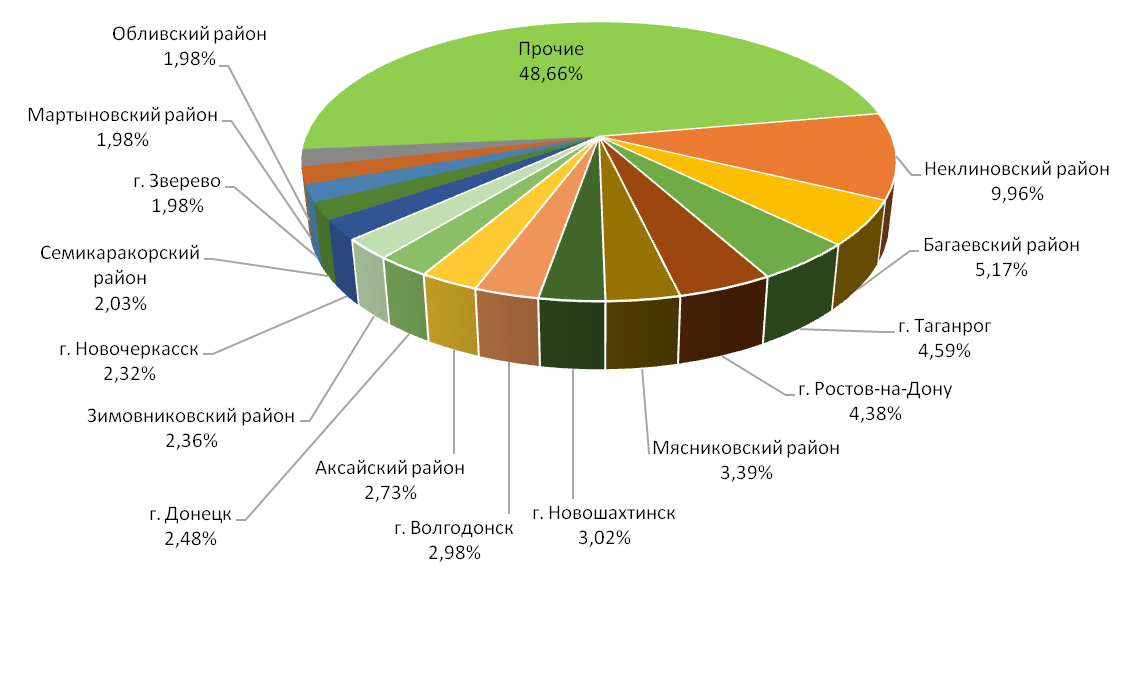 Прочие
48,66%
Неклиновский район
9,96%
Багаевский район
5,17%
г. Таганрог
4,59%
г. Ростов-на-Дону
4,38%
Мясниковский район
3,39%
г. Новошахтинск
3,02%
г. Волгодонск
2,98%
Аксайский район
2,73%
г. Донецк
2,48%
Зимовниковский район
2,36%
г. Новочеркасск
2,32%
Семикаракорский
район
2,03%
г. Зверево
1,98%
Мартыновский район
1,98%
Обливский район
1,98%